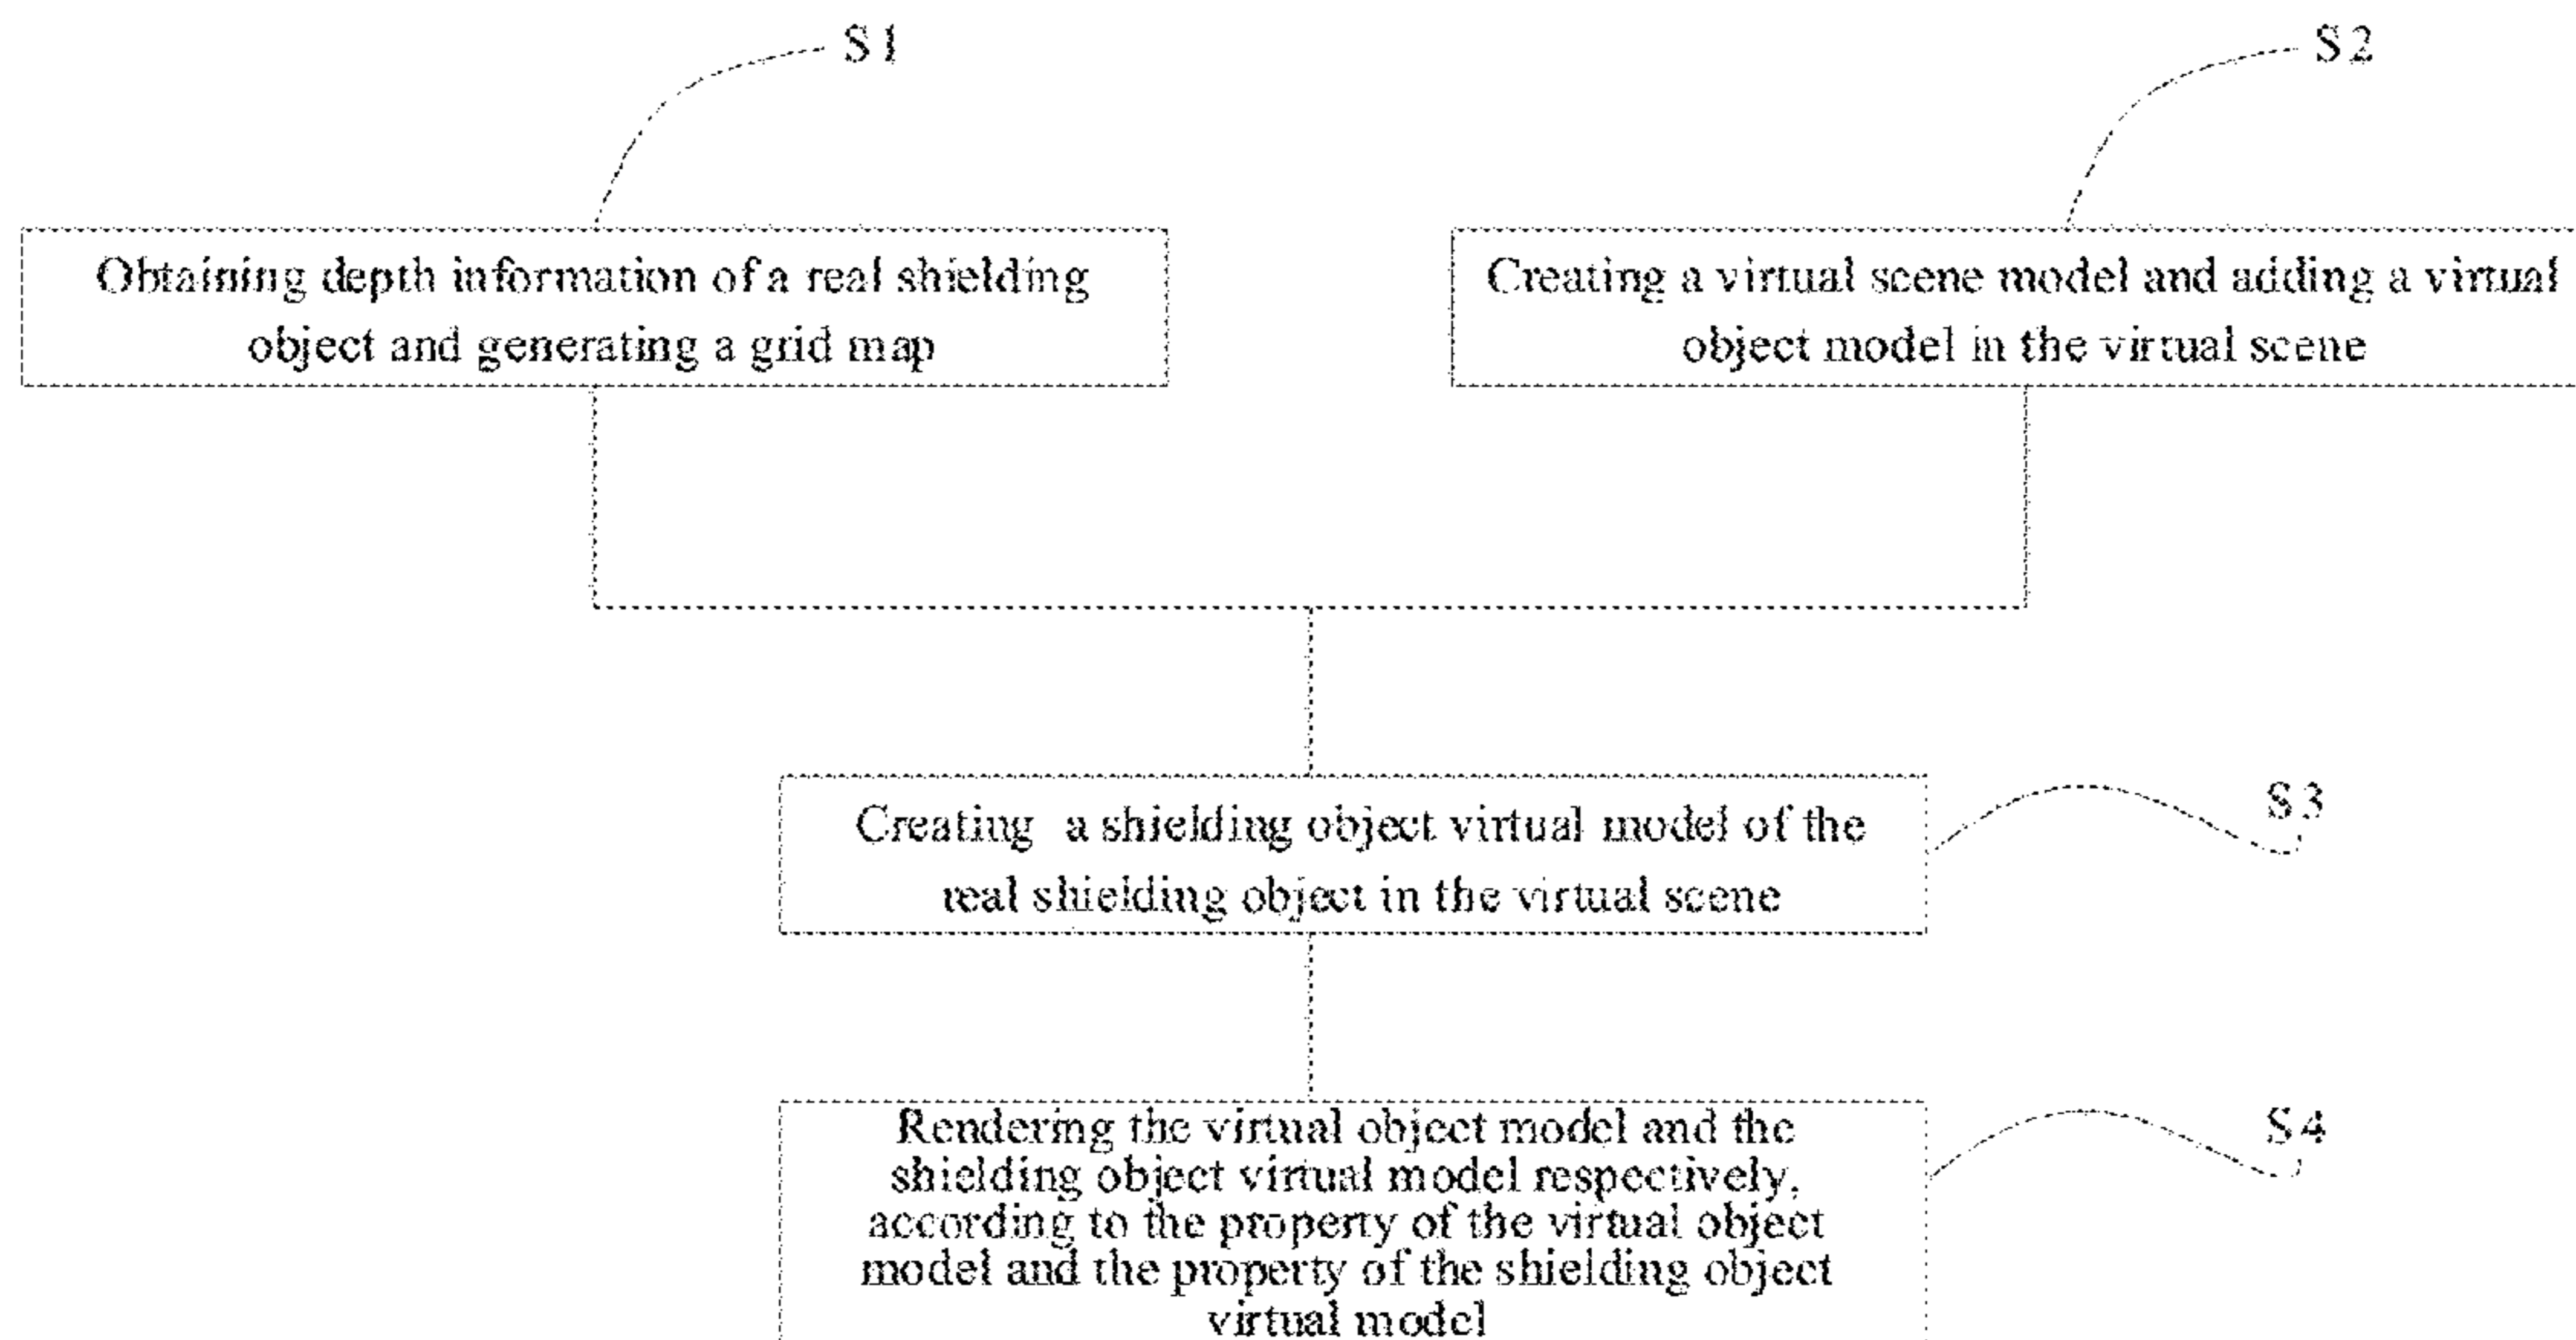 S1
S2
Obtaining depth information of a real shielding
object and generating a grid map
Creating a virtual scene model and adding a virtual
object model in the virtual scene
S3
Creating a shielding object virtual model of the
real shielding object in the virtual scene
S4
Rendering the virtual object model and the
shielding object virtual model respectively,
according to the property of the virtual object
model and the property of the shielding object
virtual model